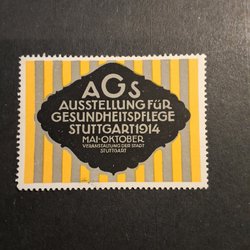 AGS
AUSSTELLUNG FÜR
GESUNDHEITSPFLEGE
STUTTGART 1914
MAI-OKTOBER
VERANSTALTUNG DER STADT
STUTTGART